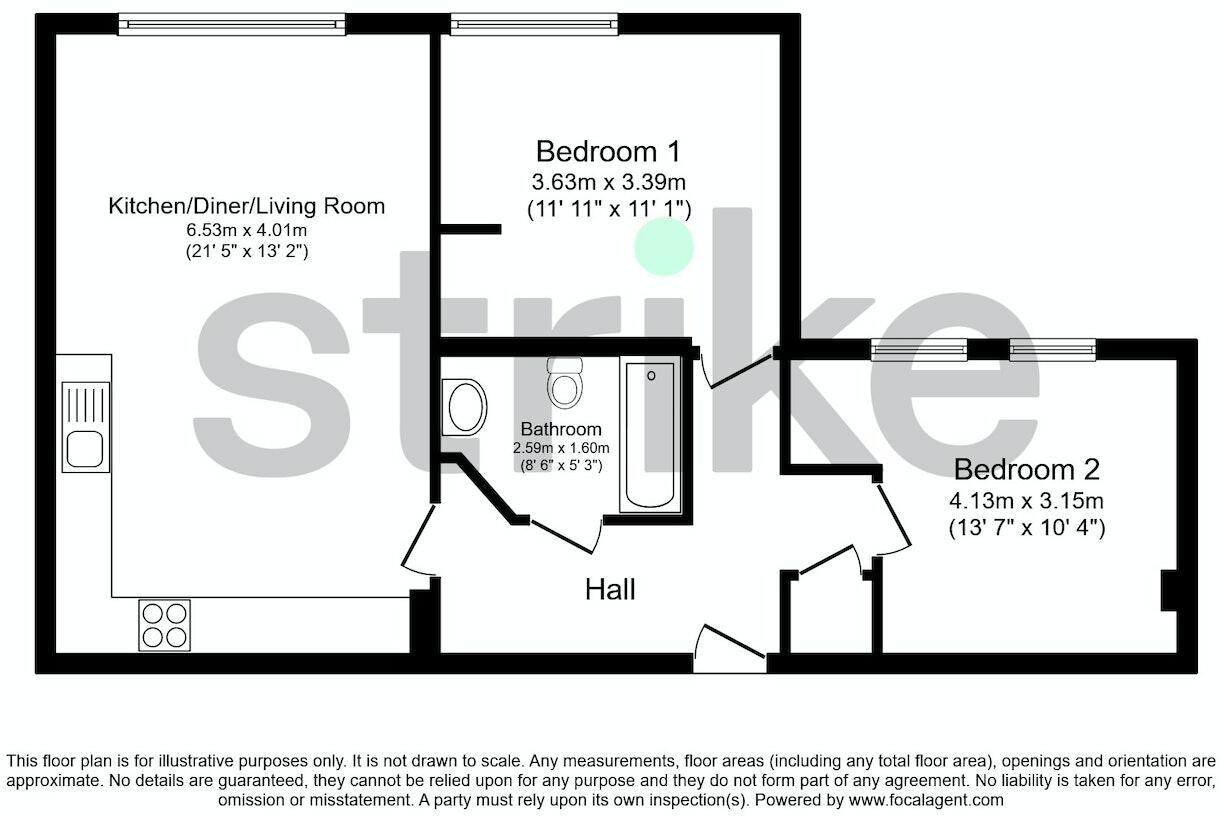 Kitchen/Diner/Living Room
6.53m x 4.01m
(21' 5" x 13' 2")
Bedroom 1
3.63m x 3.39m
(11' 11" x 11' 1")
strike
Bathroom
2.59m x 1.60m
(8' 6" x 5' 3")
Bedroom 2
4.13m x 3.15m
(13' 7" x 10' 4")
Hall
This floor plan is for illustrative purposes only. It is not drawn to scale. Any measurements, floor areas (including any total floor area), openings and orientation are
approximate. No details are guaranteed, they cannot be relied upon for any purpose and they do not form part of any agreement. No liability is taken for any error,
omission or misstatement. A party must rely upon its own inspection(s). Powered by www.focalagent.com